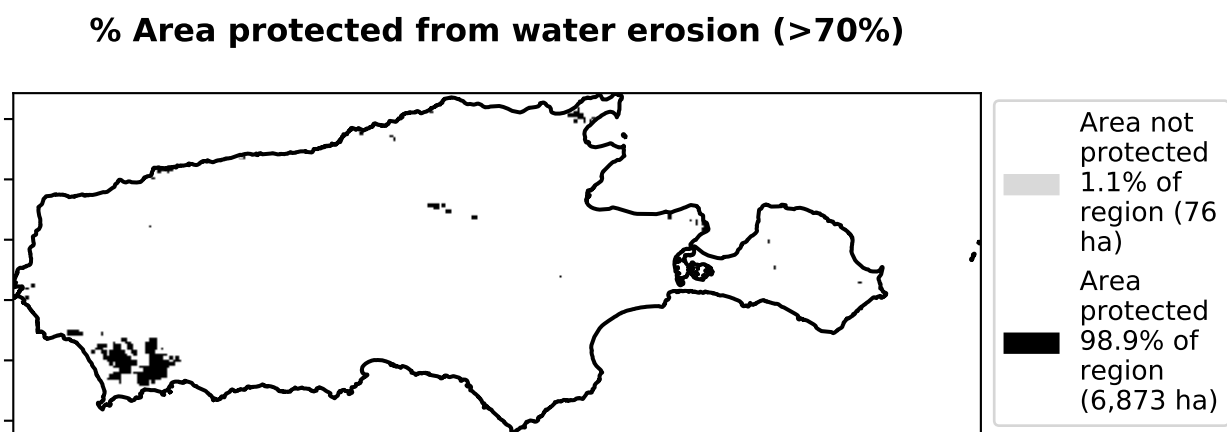 % Area protected from water erosion (>70%)
Area not
protected
1.1% of
region (76
ha)
Area
protected
98.9% of
region
(6,873 ha)